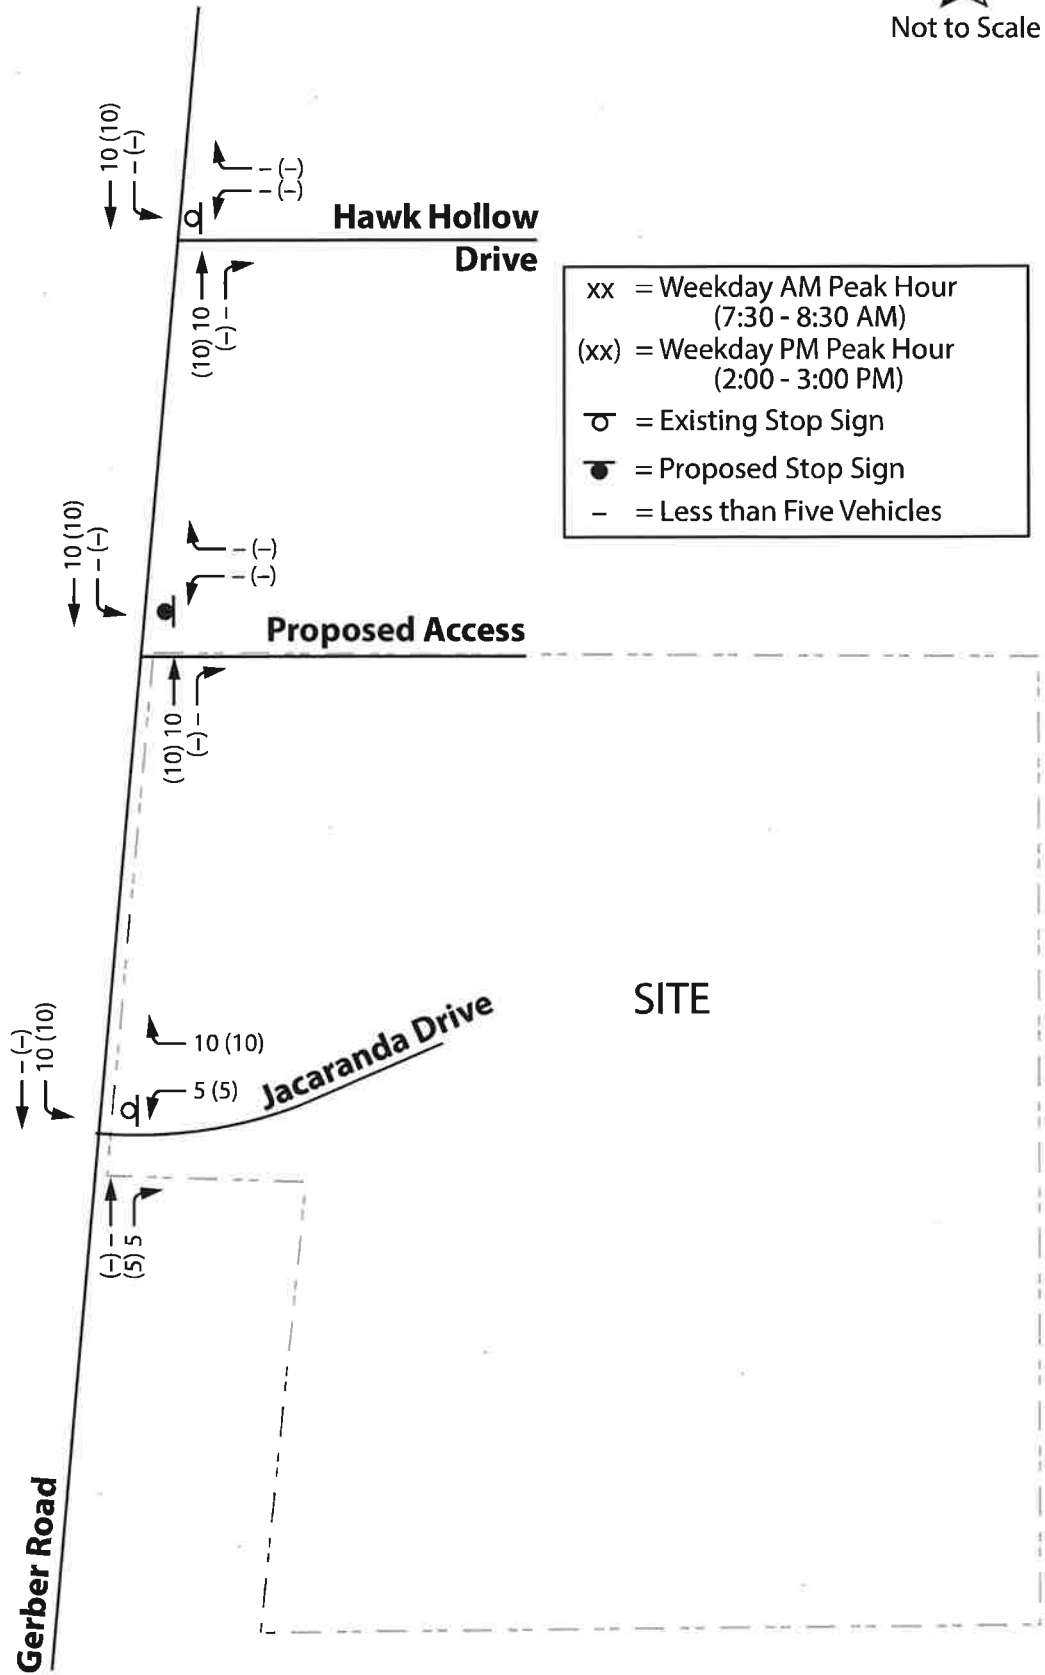 Not to Scale
10 (10)
– (–)
– (–)
– (–)
Hawk Hollow
Drive
(10) 10
(–) –
xx = Weekday AM Peak Hour
(7:30 - 8:30 AM)
(xx) = Weekday PM Peak Hour
(2:00 - 3:00 PM)
= Existing Stop Sign
= Proposed Stop Sign
– = Less than Five Vehicles
10 (10)
– (–)
– (–)
– (–)
Proposed Access
(10) 10
(–) –
SITE
– (–)
10 (10)
10 (10)
5 (5)
Jacaranda Drive
(–) –
(5) 5
Gerber Road